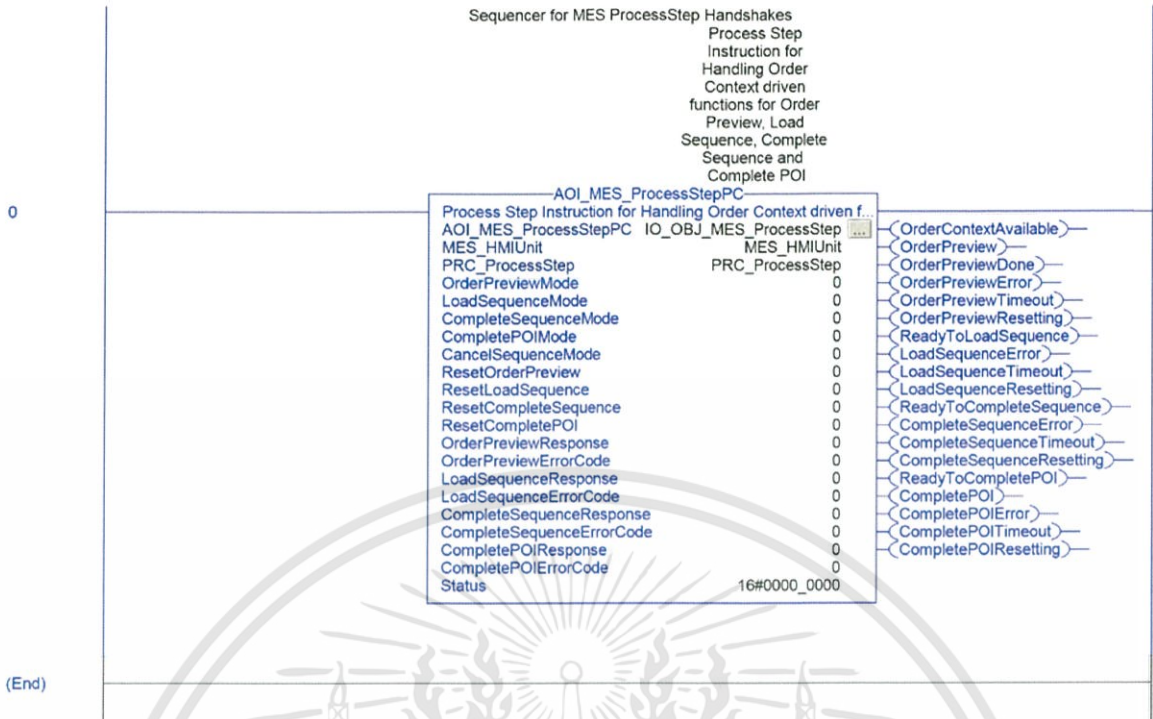 Sequencer for MES ProcessStep Handshakes
Process Step
Instruction for
Handling Order
Context driven
functions for Order
Preview, Load
Sequence, Complete
Sequence and
Complete POI
0
AOI_MES_ProcessStepPC
Process Step Instruction for Handling Order Context driven f...
AOI_MES_ProcessStepPC IO_OBJ_MES_ProcessStep ... OrderContextAvailable
MES_HMIUnit MES_HMIUnit OrderPreview
PRC_ProcessStep PRC_ProcessStep OrderPreviewDone
OrderPreviewMode 0 OrderPreviewError
LoadSequenceMode 0 OrderPreviewTimeout
CompleteSequenceMode 0 OrderPreviewResetting
CompletePOIMode 0 ReadyToLoadSequence
CancelSequenceMode 0 LoadSequenceError
ResetOrderPreview 0 LoadSequenceTimeout
ResetLoadSequence 0 LoadSequenceResetting
ResetCompleteSequence 0 ReadyToCompleteSequence
ResetCompletePOI 0 CompleteSequenceError
OrderPreviewResponse 0 CompleteSequenceTimeout
OrderPreviewErrorCode 0 CompleteSequenceResetting
LoadSequenceResponse 0 ReadyToCompletePOI
LoadSequenceErrorCode 0 CompletePOI
CompleteSequenceResponse 0 CompletePOIError
CompleteSequenceErrorCode 0 CompletePOITimeout
CompletePOIResponse 0 CompletePOIResetting
CompletePOIErrorCode 0
Status 16#0000_0000
(End)